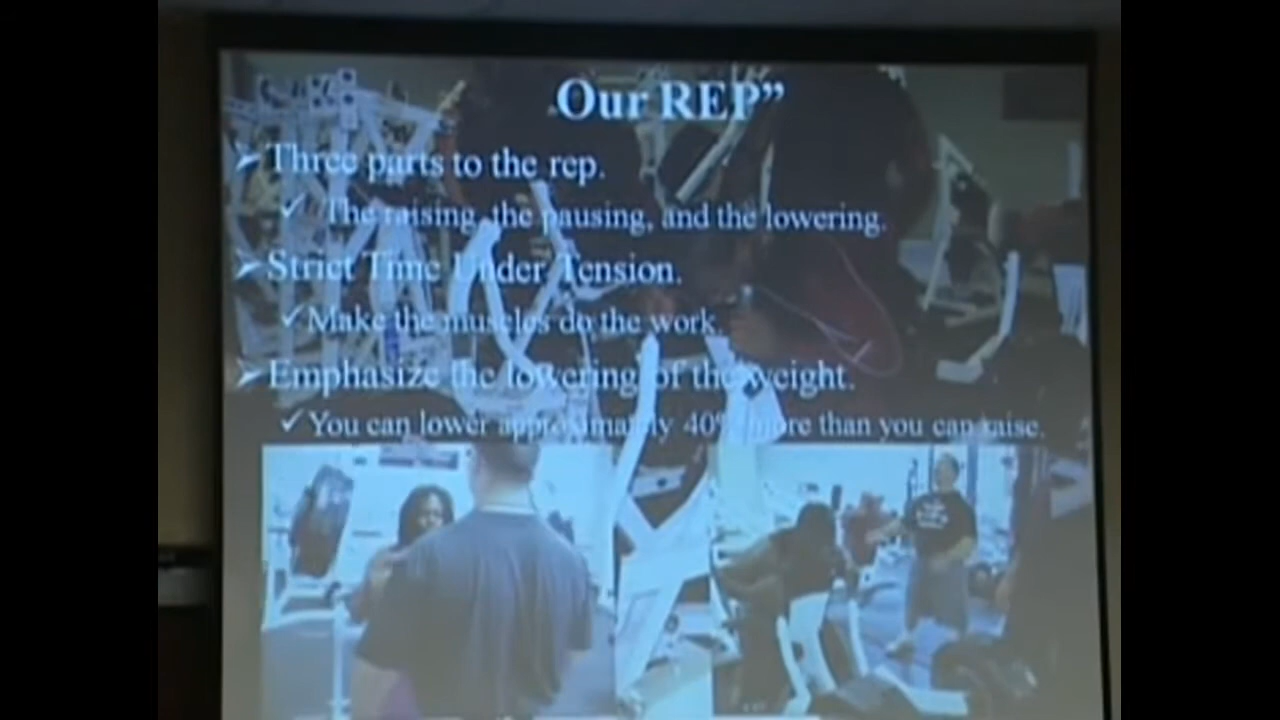 Our REP”
➢ Three parts to the rep.
✓ The raising, the pausing, and the lowering.
➢ Strict Time Under Tension.
✓ Make the muscles do the work.
➢ Emphasize the lowering of the weight.
✓ You can lower approximately 40% more than you can raise.